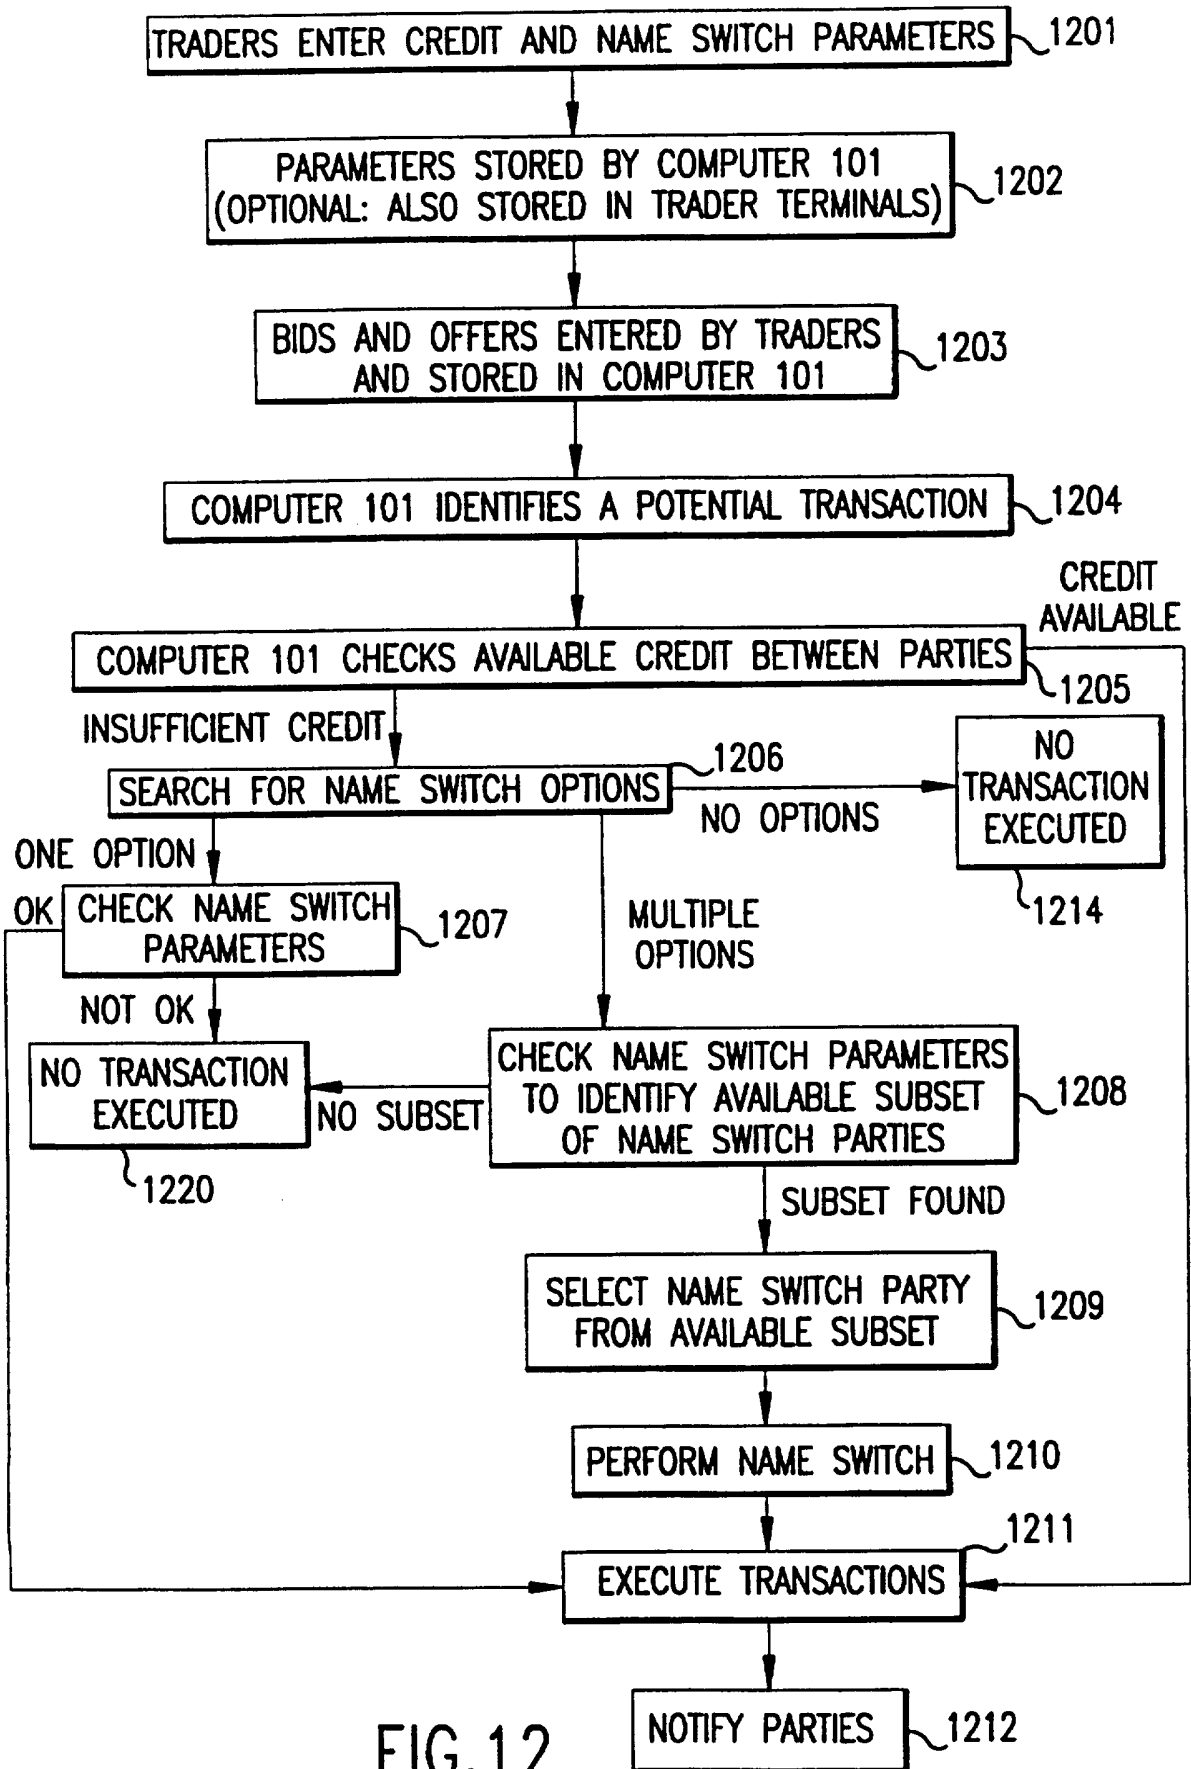 TRADERS ENTER CREDIT AND NAME SWITCH PARAMETERS
1201
PARAMETERS STORED BY COMPUTER 101
(OPTIONAL: ALSO STORED IN TRADER TERMINALS)
1202
BIDS AND OFFERS ENTERED BY TRADERS
AND STORED IN COMPUTER 101
1203
COMPUTER 101 IDENTIFIES A POTENTIAL TRANSACTION
1204
CREDIT
AVAILABLE
COMPUTER 101 CHECKS AVAILABLE CREDIT BETWEEN PARTIES
1205
INSUFFICIENT CREDIT
SEARCH FOR NAME SWITCH OPTIONS
1206
NO OPTIONS
NO
TRANSACTION
EXECUTED
1214
ONE OPTION
OK
CHECK NAME SWITCH
PARAMETERS
1207
MULTIPLE
OPTIONS
NOT OK
NO TRANSACTION
EXECUTED
1220
NO SUBSET
CHECK NAME SWITCH PARAMETERS
TO IDENTIFY AVAILABLE SUBSET
OF NAME SWITCH PARTIES
1208
SUBSET FOUND
SELECT NAME SWITCH PARTY
FROM AVAILABLE SUBSET
1209
PERFORM NAME SWITCH
1210
EXECUTE TRANSACTIONS
1211
NOTIFY PARTIES
1212
FIG.12